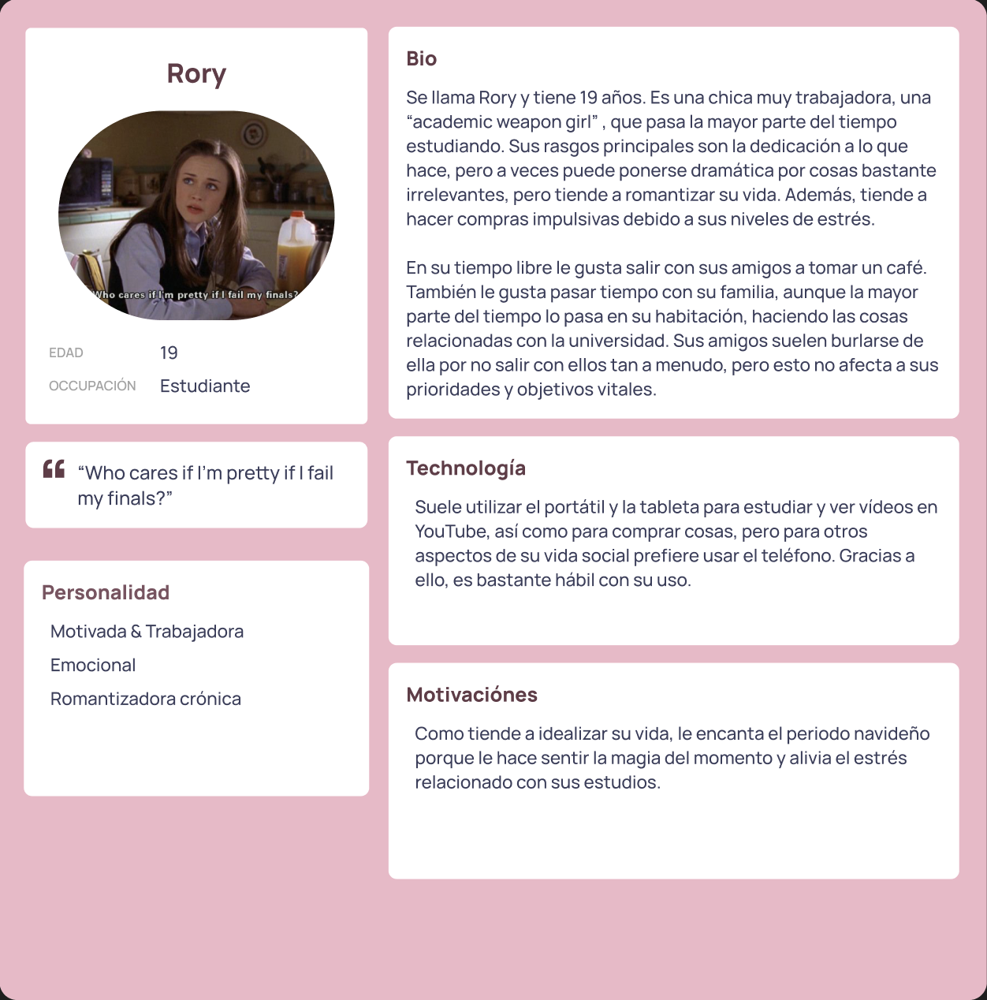 Rory
Who cares if I'm pretty if I fail my finals?
EDAD 19
OCCUPACIÓN Estudiante
“Who cares if I’m pretty if I fail
my finals?”
Personalidad
Motivada & Trabajadora
Emocional
Romantizadora crónica
Bio
Se llama Rory y tiene 19 años. Es una chica muy trabajadora, una
“academic weapon girl” , que pasa la mayor parte del tiempo
estudiando. Sus rasgos principales son la dedicación a lo que
hace, pero a veces puede ponerse dramática por cosas bastante
irrelevantes, pero tiende a romantizar su vida. Además, tiende a
hacer compras impulsivas debido a sus niveles de estrés.
En su tiempo libre le gusta salir con sus amigos a tomar un café.
También le gusta pasar tiempo con su familia, aunque la mayor
parte del tiempo lo pasa en su habitación, haciendo las cosas
relacionadas con la universidad. Sus amigos suelen burlarse de
ella por no salir con ellos tan a menudo, pero esto no afecta a sus
prioridades y objetivos vitales.
Technología
Suele utilizar el portátil y la tableta para estudiar y ver vídeos en
YouTube, así como para comprar cosas, pero para otros
aspectos de su vida social prefiere usar el teléfono. Gracias a
ello, es bastante hábil con su uso.
Motivaciónes
Como tiende a idealizar su vida, le encanta el periodo navideño
porque le hace sentir la magia del momento y alivia el estrés
relacionado con sus estudios.